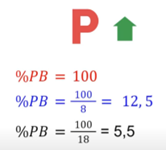 P
%PB = 100
%PB = 100/8 = 12,5
%PB = 100/18 = 5,5